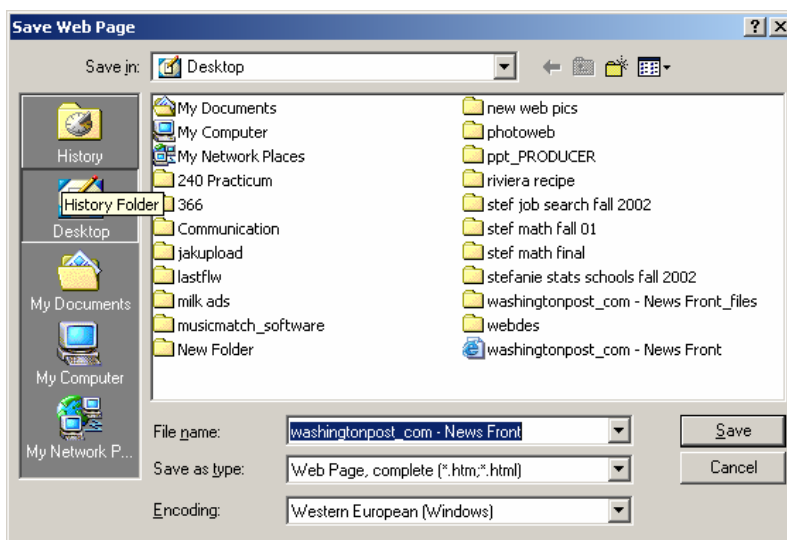 Save Web Page
Save in: Desktop
History
History Folder
Desktop
My Documents
My Computer
My Network P...
My Documents
My Computer
My Network Places
240 Practicum
366
Communication
jakupload
lastflw
milk ads
musicmatch_software
New Folder
new web pics
photoweb
ppt_PRODUCER
riviera recipe
stef job search fall 2002
stef math fall 01
stef math final
stefanie stats schools fall 2002
washingtonpost_com - News Front_files
webdes
washingtonpost_com - News Front
File name: washingtonpost_com - News Front
Save
Save as type: Web Page, complete (*.htm;*.html)
Cancel
Encoding: Western European (Windows)